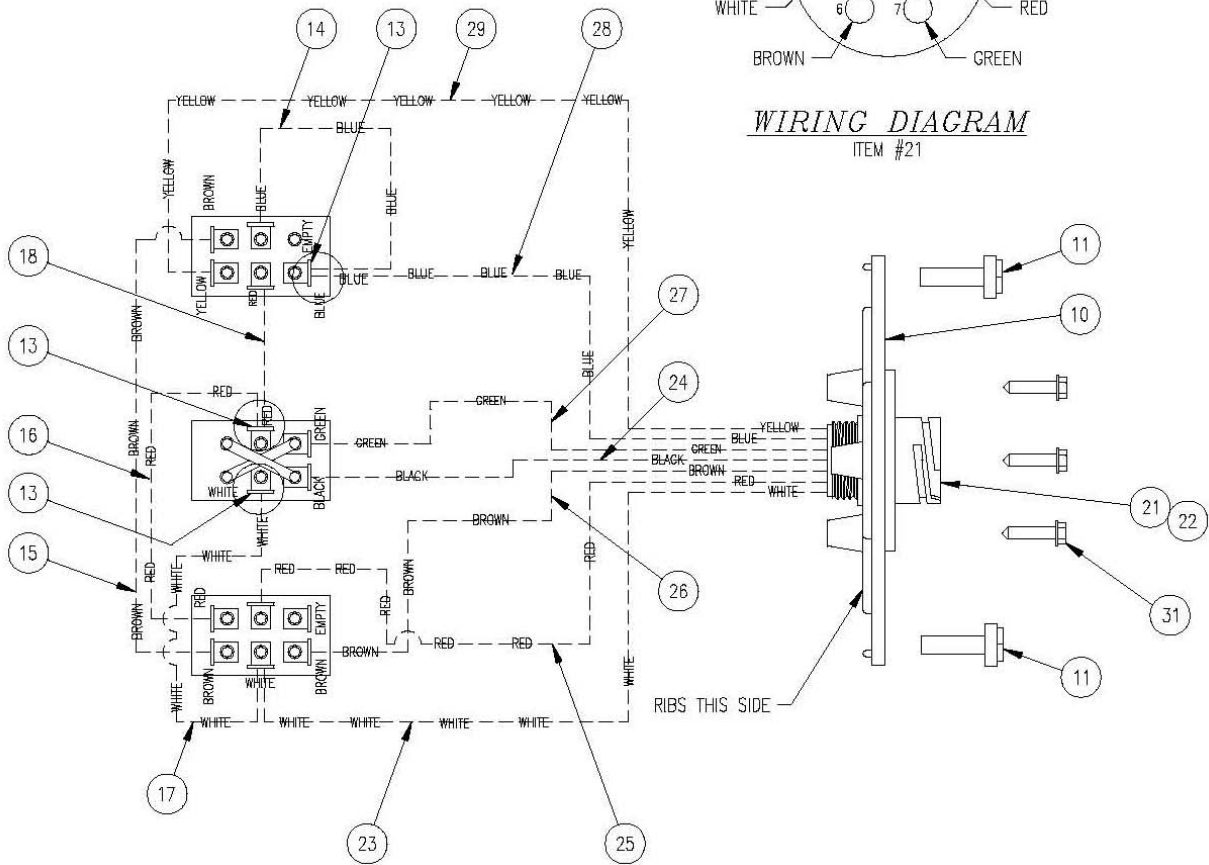 WHITE
6
7
RED
BROWN
GREEN
WIRING DIAGRAM
ITEM #21
14
13
29
28
YELLOW YELLOW YELLOW YELLOW YELLOW
BLUE
YELLOW
BROWN
BLUE
BLUE
YELLOW
EMPTY
18
13
YELLOW
RED
BLUE
BLUE BLUE BLUE BLUE
27
11
10
BROWN
BLUE
24
RED
RED
GREEN
GREEN
GREEN
16
BROWN
RED
13
WHITE
BLACK
BLACK
YELLOW
BLUE
GREEN
BLACK
BROWN
RED
WHITE
21
22
15
WHITE
WHITE
WHITE
BROWN
26
RED
RED RED
RED
BROWN
RED
BROWN
RED
EMPTY
31
BROWN
RED RED
WHITE
BROWN
WHITE
BROWN
WHITE
11
RIBS THIS SIDE
WHITE WHITE WHITE WHITE WHITE
17
23
25